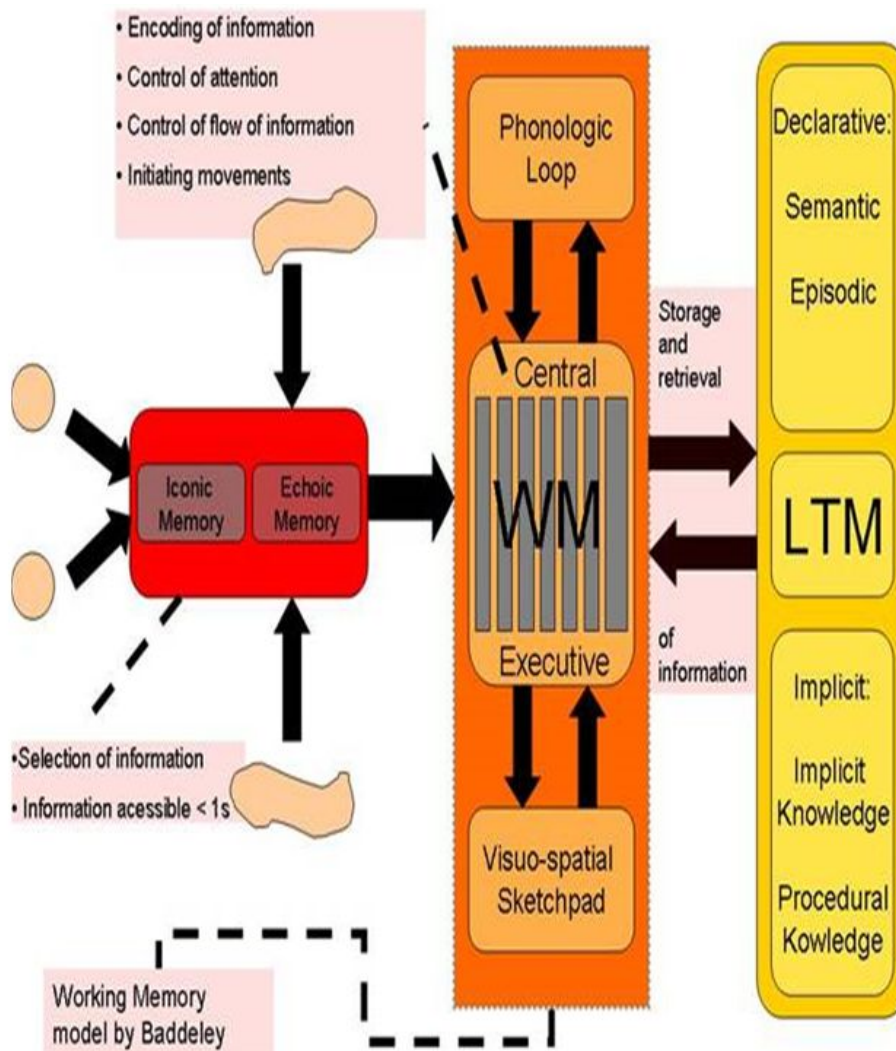 • Encoding of information
• Control of attention
• Control of flow of information
• Initiating movements
Phonologic
Loop
Declarative:
Semantic
Episodic
Storage
and
retrieval
Central
WM
Executive
Iconic
Memory
Echoic
Memory
LTM
of
information
Implicit:
Implicit
Knowledge
Procedural
Kowledge
•Selection of information
• Information acessible < 1s
Visuo-spatial
Sketchpad
Working Memory
model by Baddeley